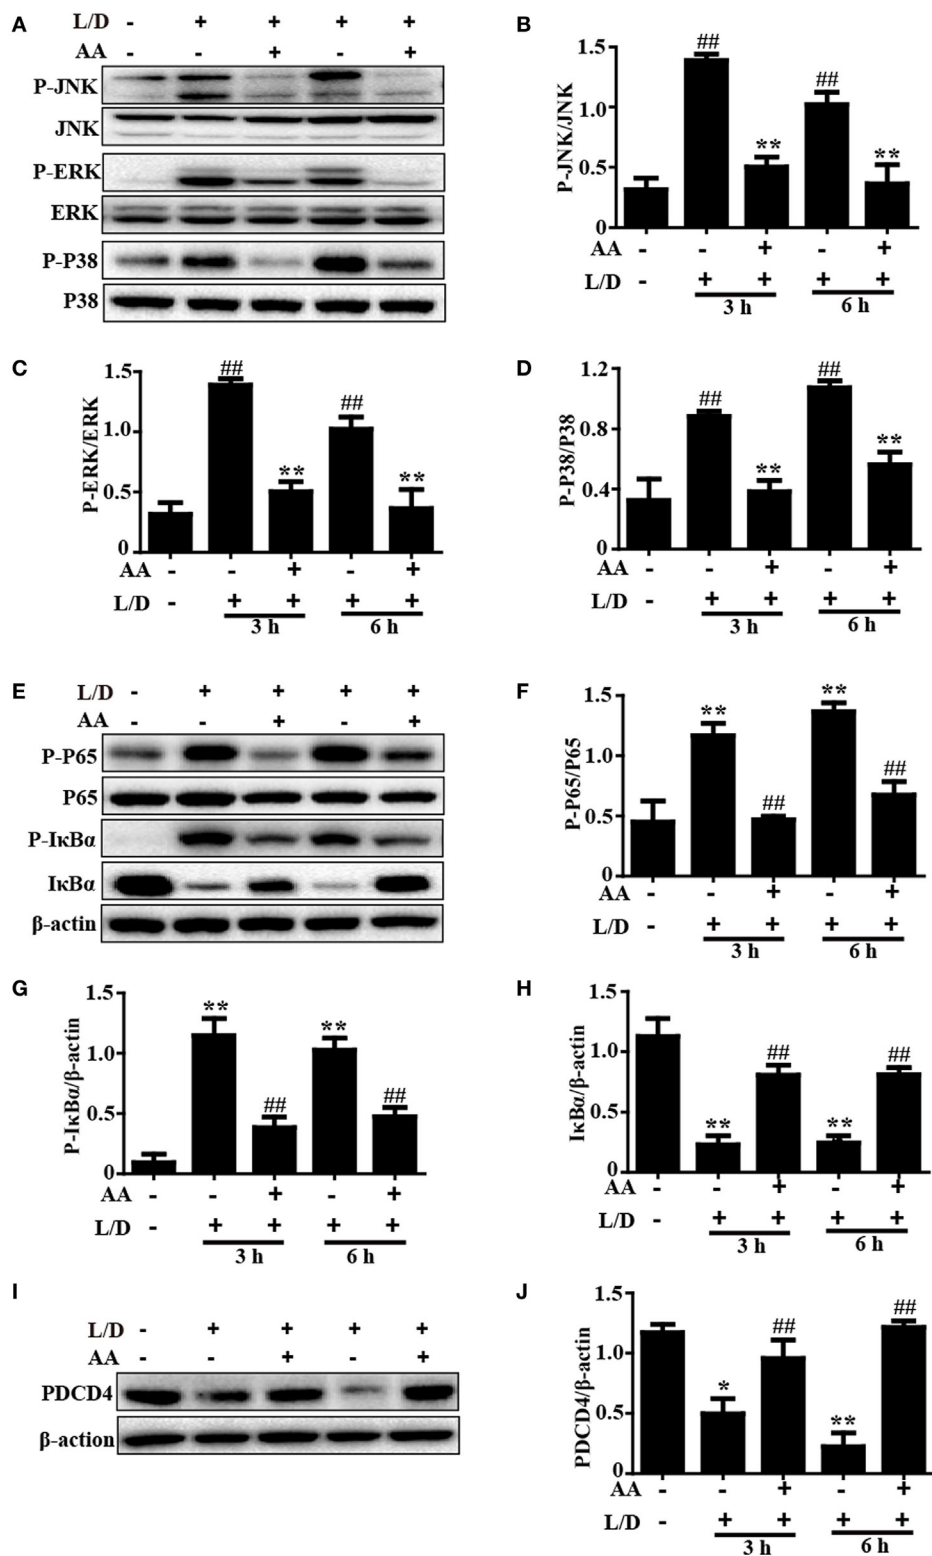 A
L/D - + + + +
AA - - + - +
P-JNK
JNK
P-ERK
ERK
P-P38
P38
B
P-JNK/JNK
1.5
1.0
0.5
0
##
**
##
**
AA - - + - +
L/D - + + + +
3 h 6 h
C
P-ERK/ERK
1.5
1.0
0.5
0
##
**
##
**
AA - - + - +
L/D - + + + +
3 h 6 h
D
P-P38/P38
1.2
0.8
0.4
0
##
**
##
**
AA - - + - +
L/D - + + + +
3 h 6 h
E
L/D - + + + +
AA - - + - +
P-P65
P65
P-IκBα
IκBα
β-actin
F
P-P65/P65
1.5
1.0
0.5
0
**
##
**
##
AA - - + - +
L/D - + + + +
3 h 6 h
G
P-IκBα/β-actin
1.5
1.0
0.5
0
**
##
**
##
AA - - + - +
L/D - + + + +
3 h 6 h
H
IκBα/β-actin
1.5
1.0
0.5
0
**
##
**
##
AA - - + - +
L/D - + + + +
3 h 6 h
I
L/D - + + + +
AA - - + - +
PDCD4
β-action
J
PDCD4/β-actin
1.5
1.0
0.5
0
*
##
**
##
AA - - + - +
L/D - + + + +
3 h 6 h